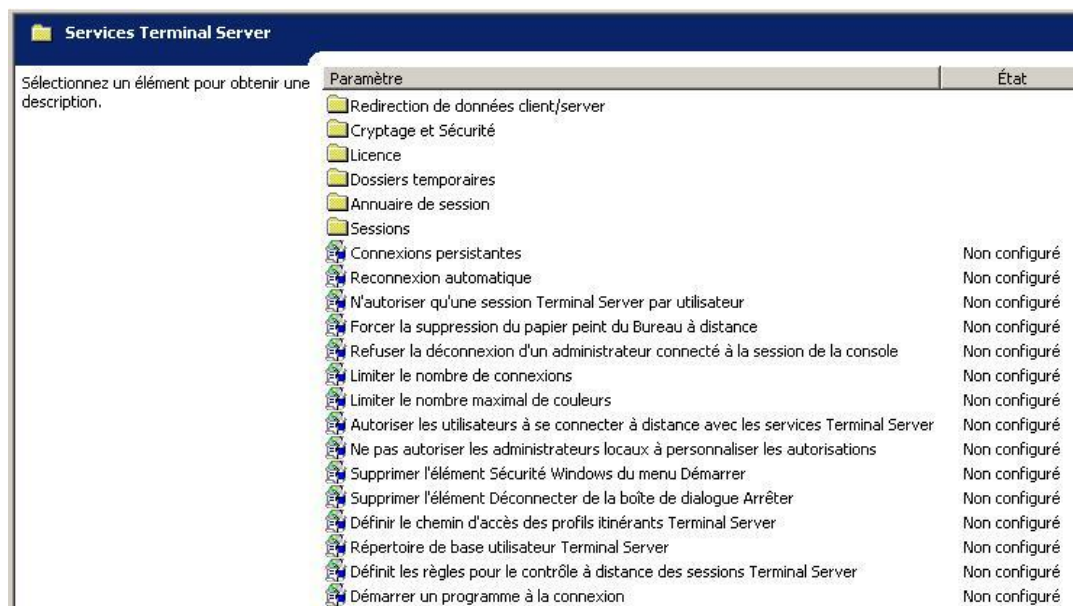 Services Terminal Server
Sélectionnez un élément pour obtenir une
description.
Paramètre État
Redirection de données client/server
Cryptage et Sécurité
Licence
Dossiers temporaires
Annuaire de session
Sessions
Connexions persistantes Non configuré
Reconnexion automatique Non configuré
N'autoriser qu'une session Terminal Server par utilisateur Non configuré
Forcer la suppression du papier peint du Bureau à distance Non configuré
Refuser la déconnexion d'un administrateur connecté à la session de la console Non configuré
Limiter le nombre de connexions Non configuré
Limiter le nombre maximal de couleurs Non configuré
Autoriser les utilisateurs à se connecter à distance avec les services Terminal Server Non configuré
Ne pas autoriser les administrateurs locaux à personnaliser les autorisations Non configuré
Supprimer l'élément Sécurité Windows du menu Démarrer Non configuré
Supprimer l'élément Déconnecter de la boîte de dialogue Arrêter Non configuré
Définir le chemin d'accès des profils itinérants Terminal Server Non configuré
Répertoire de base utilisateur Terminal Server Non configuré
Définit les règles pour le contrôle à distance des sessions Terminal Server Non configuré
Démarrer un programme à la connexion Non configuré